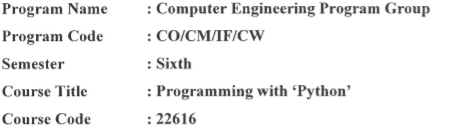 Program Name : Computer Engineering Program Group
Program Code : CO/CM/IF/CW
Semester : Sixth
Course Title : Programming with ‘Python’
Course Code : 22616